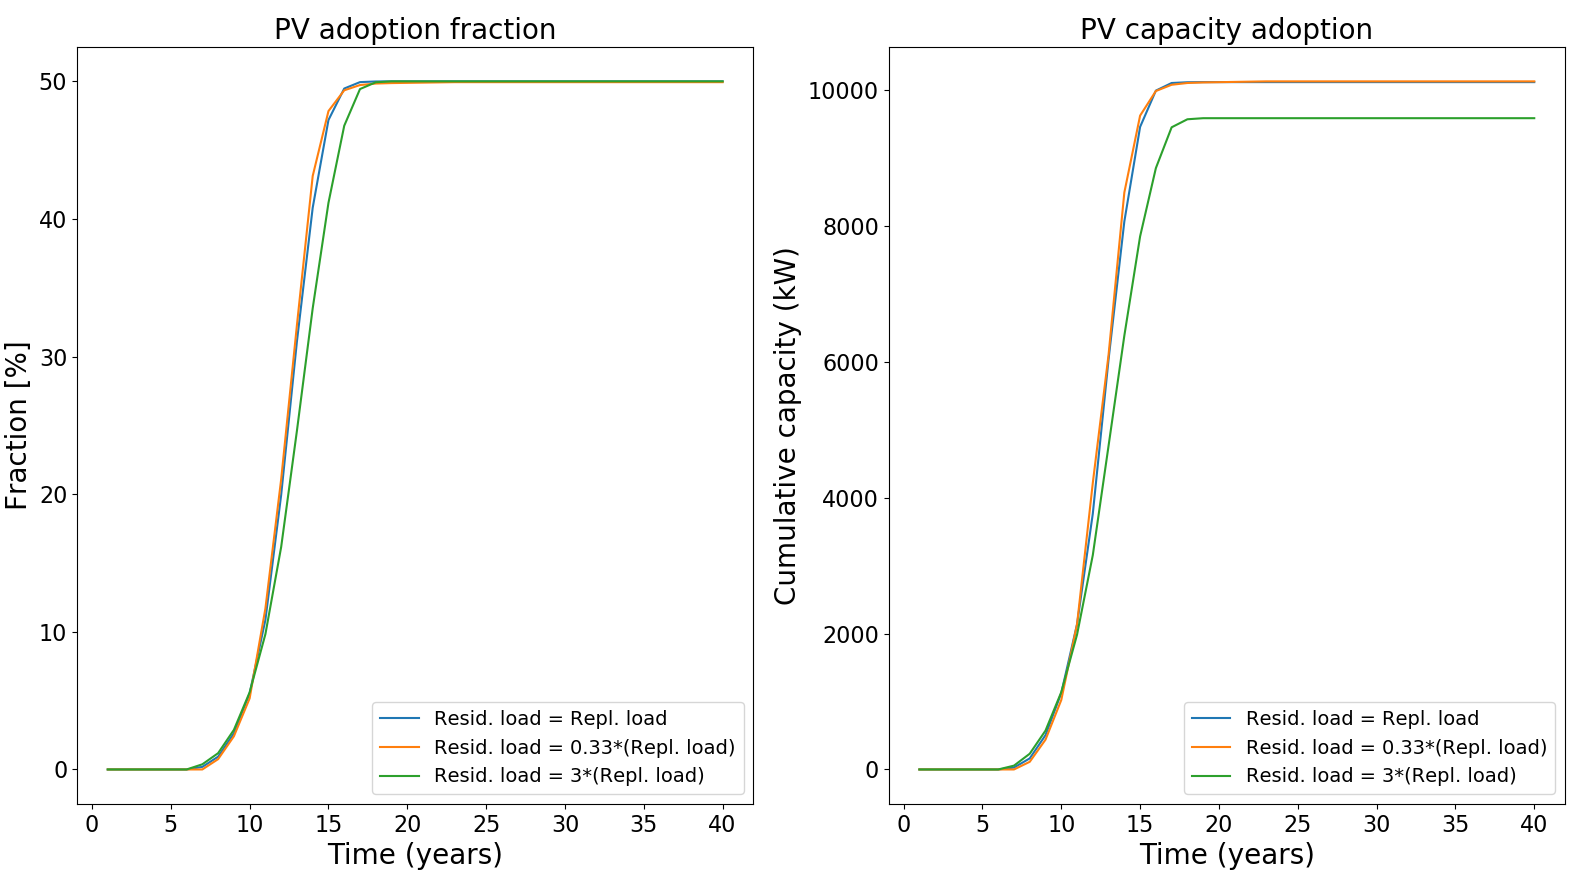 PV adoption fraction
Fraction [%]
50
40
30
20
10
0
0 5 10 15 20 25 30 35 40
Time (years)
Resid. load = Repl. load
Resid. load = 0.33*(Repl. load)
Resid. load = 3*(Repl. load)
PV capacity adoption
Cumulative capacity (kW)
10000
8000
6000
4000
2000
0
0 5 10 15 20 25 30 35 40
Time (years)
Resid. load = Repl. load
Resid. load = 0.33*(Repl. load)
Resid. load = 3*(Repl. load)